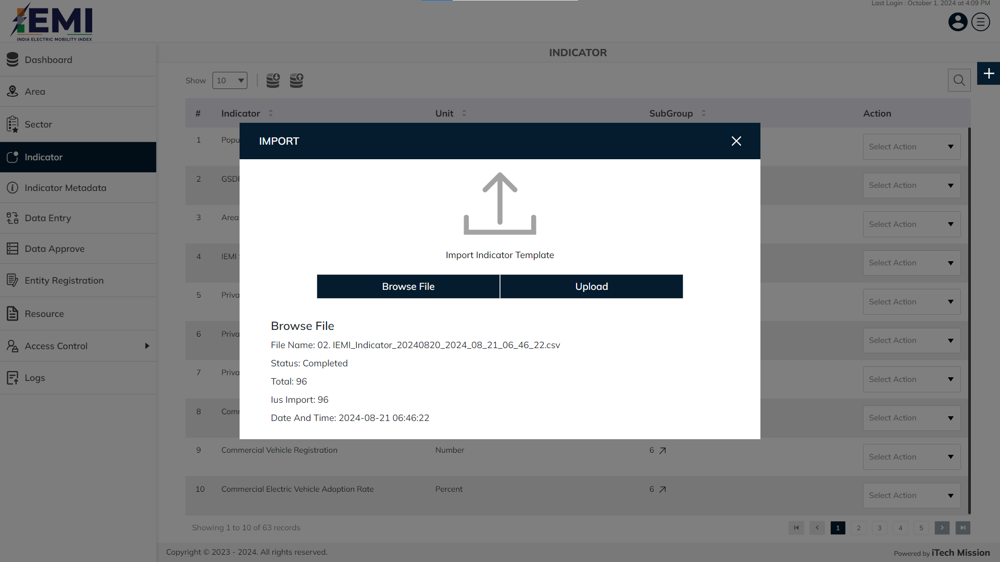 Last Login : October 1, 2024 at 4:09 PM
EMI
INDIA ELECTRIC MOBILITY INDEX
INDICATOR
Dashboard
Area
Sector
Indicator
Indicator Metadata
Data Entry
Data Approve
Entity Registration
Resource
Access Control
Logs
Show 10
# Indicator Unit SubGroup Action
1 Popu Select Action
2 GSD Select Action
3 Area Select Action
4 IEMI Select Action
5 Priva Select Action
6 Priva Select Action
7 Priva Select Action
8 Com Select Action
9 Commercial Vehicle Registration Number 6 Select Action
10 Commercial Electric Vehicle Adoption Rate Percent 6 Select Action
IMPORT
Import Indicator Template
Browse File Upload
Browse File
File Name: 02. IEMI_Indicator_20240820_2024_08_21_06_46_22.csv
Status: Completed
Total: 96
Ius Import: 96
Date And Time: 2024-08-21 06:46:22
Showing 1 to 10 of 63 records
1 2 3 4 5
Copyright © 2023 - 2024. All rights reserved.
Powered by iTech Mission